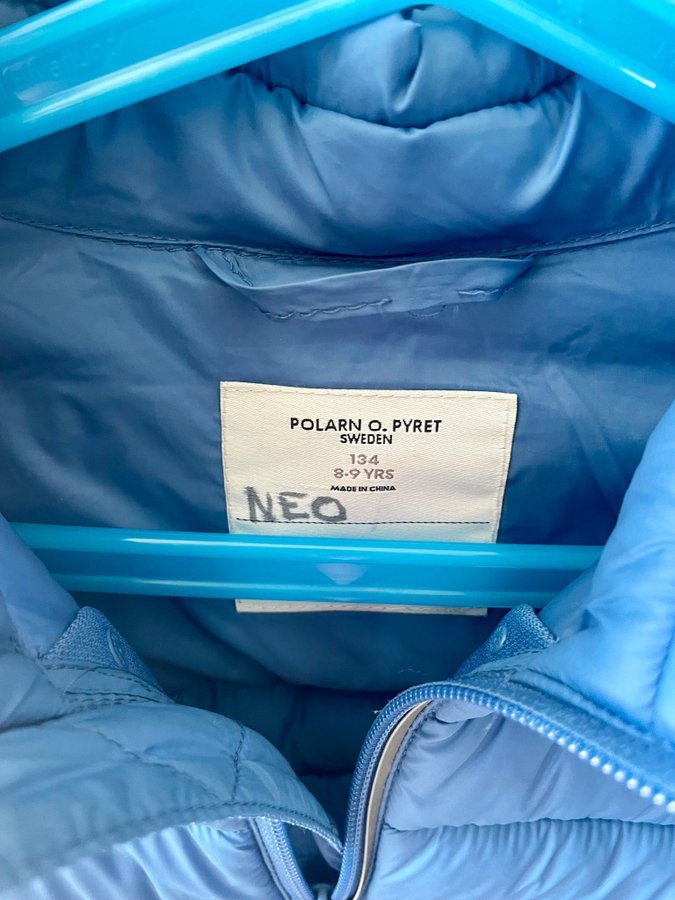 POLARN O. PYRET
SWEDEN
134
8-9 YRS
MADE IN CHINA
NEO